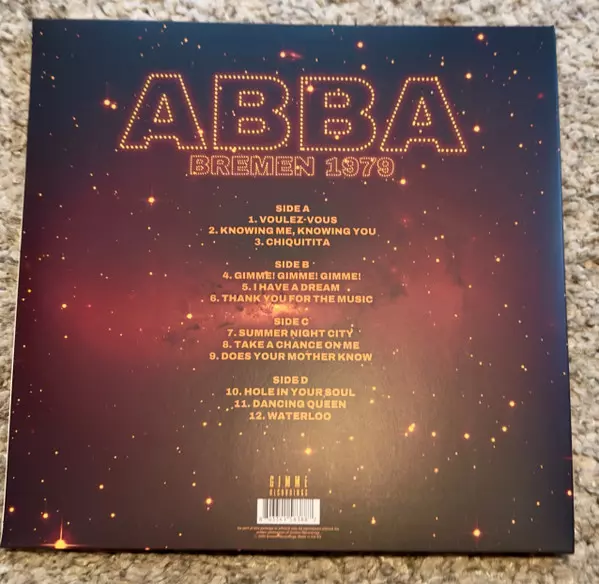 ABBA
BREMEN 1979
SIDE A
1. VOULEZ-VOUS
2. KNOWING ME, KNOWING YOU
3. CHIQUITITA
SIDE B
4. GIMME! GIMME! GIMME!
5. I HAVE A DREAM
6. THANK YOU FOR THE MUSIC
SIDE C
7. SUMMER NIGHT CITY
8. TAKE A CHANCE ON ME
9. DOES YOUR MOTHER KNOW
SIDE D
10. HOLE IN YOUR SOUL
11. DANCING QUEEN
12. WATERLOO
GIMME
RECORDINGS